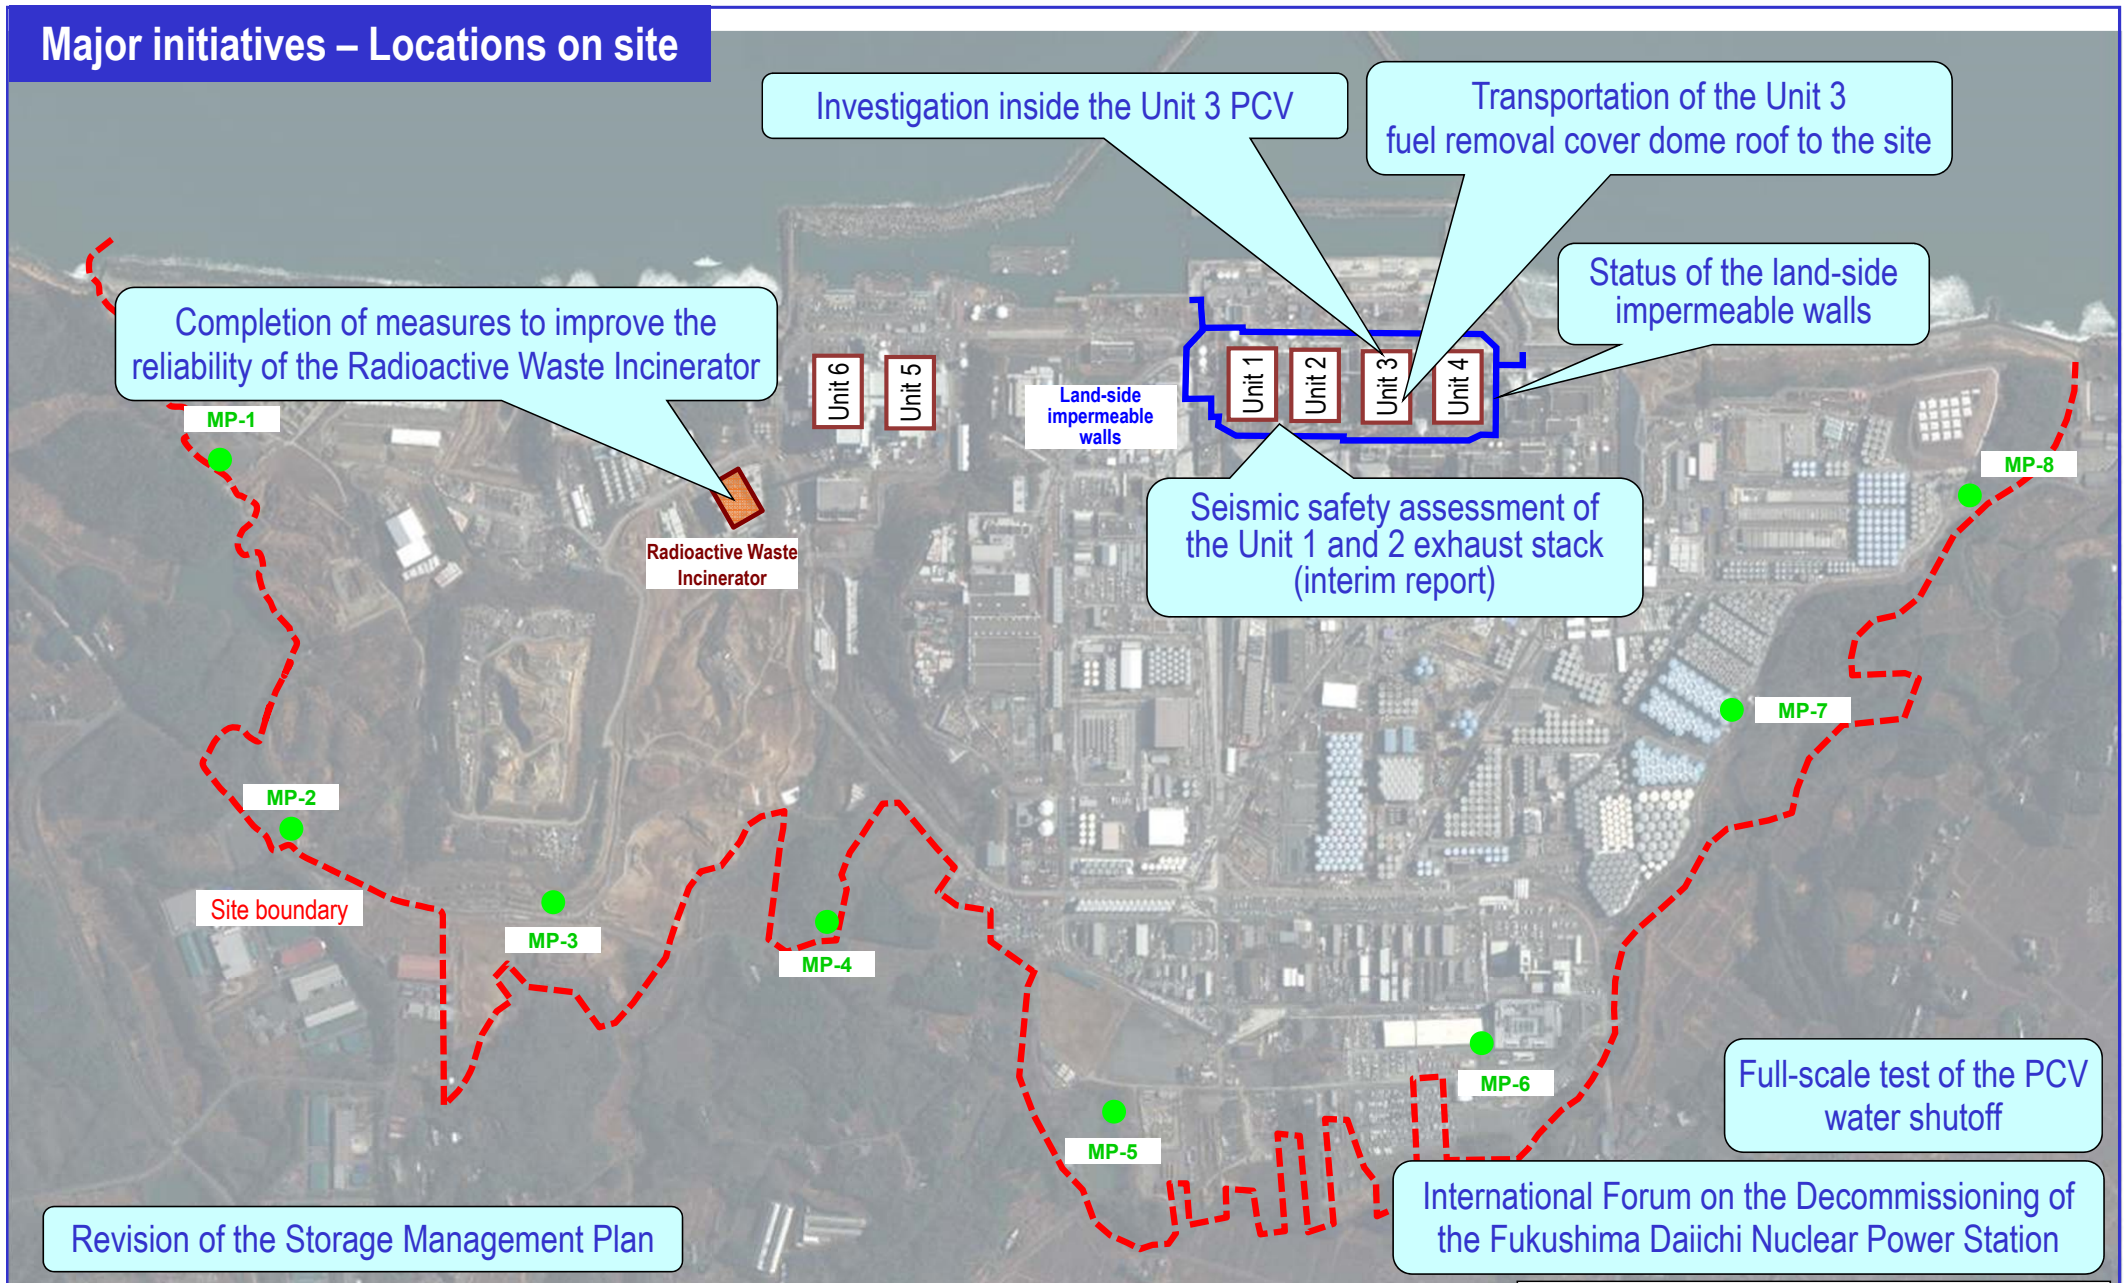 Major initiatives – Locations on site
Investigation inside the Unit 3 PCV
Transportation of the Unit 3
fuel removal cover dome roof to the site
Status of the land-side
impermeable walls
Completion of measures to improve the
reliability of the Radioactive Waste Incinerator
Unit 6
Unit 5
Unit 1
Unit 2
Unit 3
Unit 4
Land-side
impermeable
walls
MP-1
MP-8
Seismic safety assessment of
the Unit 1 and 2 exhaust stack
(interim report)
Radioactive Waste
Incinerator
MP-7
MP-2
Site boundary
MP-3
MP-4
MP-6
MP-5
Full-scale test of the PCV
water shutoff
International Forum on the Decommissioning of
the Fukushima Daiichi Nuclear Power Station
Revision of the Storage Management Plan